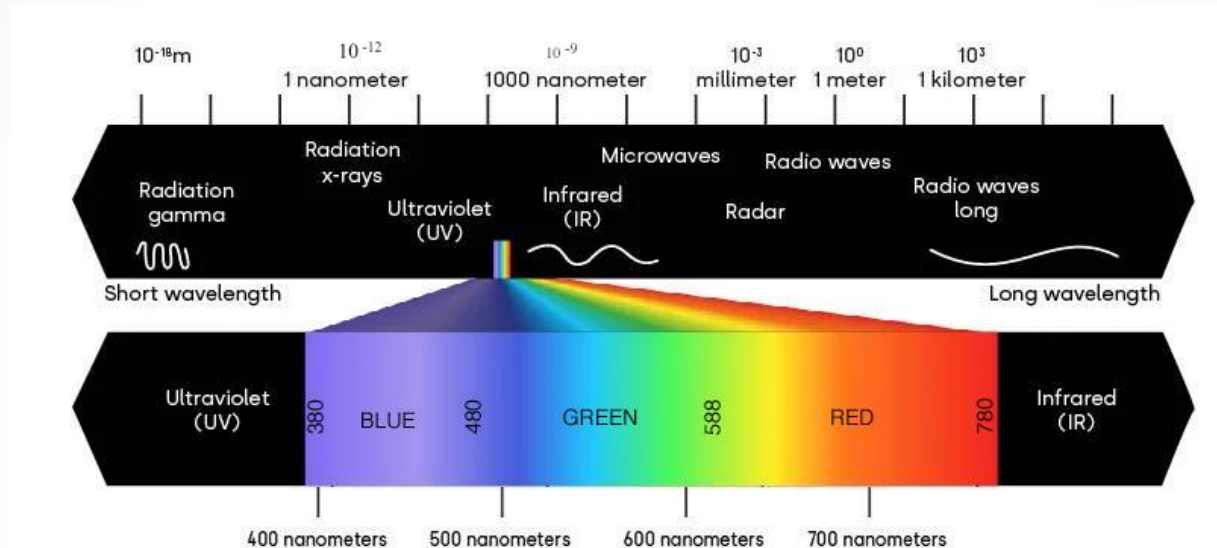 10⁻¹⁸m
10⁻¹²
10⁻⁹
10⁻³
10⁰
10³
1 nanometer
1000 nanometer
millimeter
1 meter
1 kilometer
Radiation
x-rays
Microwaves
Radio waves
Radiation
gamma
Ultraviolet
(UV)
Infrared
(IR)
Radar
Radio waves
long
Short wavelength
Long wavelength
Ultraviolet
(UV)
380
BLUE
480
GREEN
588
RED
780
Infrared
(IR)
400 nanometers
500 nanometers
600 nanometers
700 nanometers